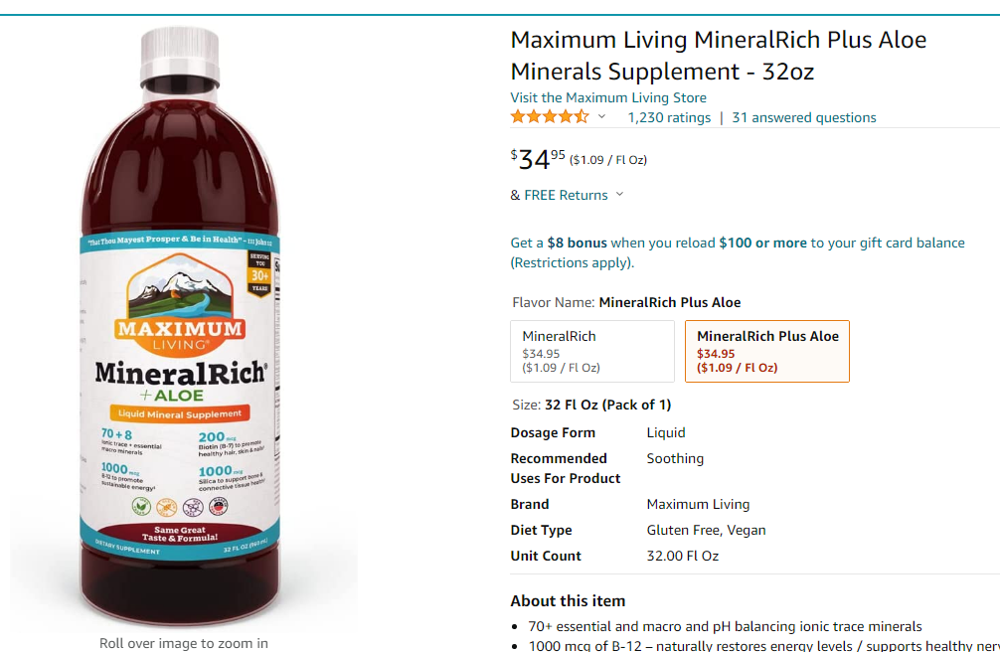 Maximum Living MineralRich Plus Aloe
Minerals Supplement - 32oz
Visit the Maximum Living Store
1,230 ratings | 31 answered questions
$34.95 ($1.09 / Fl Oz)
& FREE Returns
Get a $8 bonus when you reload $100 or more to your gift card balance
(Restrictions apply).
Flavor Name: MineralRich Plus Aloe
MineralRich
$34.95
($1.09 / Fl Oz)
MineralRich Plus Aloe
$34.95
($1.09 / Fl Oz)
Size: 32 Fl Oz (Pack of 1)
Dosage Form Liquid
Recommended Soothing
Uses For Product
Brand Maximum Living
Diet Type Gluten Free, Vegan
Unit Count 32.00 Fl Oz
About this item
• 70+ essential and macro and pH balancing ionic trace minerals
• 1000 mcg of B-12 – naturally restores energy levels / supports healthy
"That Thou Mayest Prosper & Be in Health" - III John 1:2
SERVING
YOU
30+
YEARS
MAXIMUM
LIVING®
MineralRich®
+ ALOE
Liquid Mineral Supplement
70 + 8
ionic trace + essential
macro minerals
200 mcg
Biotin (B-7) to promote
healthy hair, skin & nails
1000 mcg
B-12 to promote
sustainable energy
1000 mcg
Silica to support bone &
connective tissue health
Same Great
Taste & Formula!
DIETARY SUPPLEMENT
32 FL OZ
Roll over image to zoom in